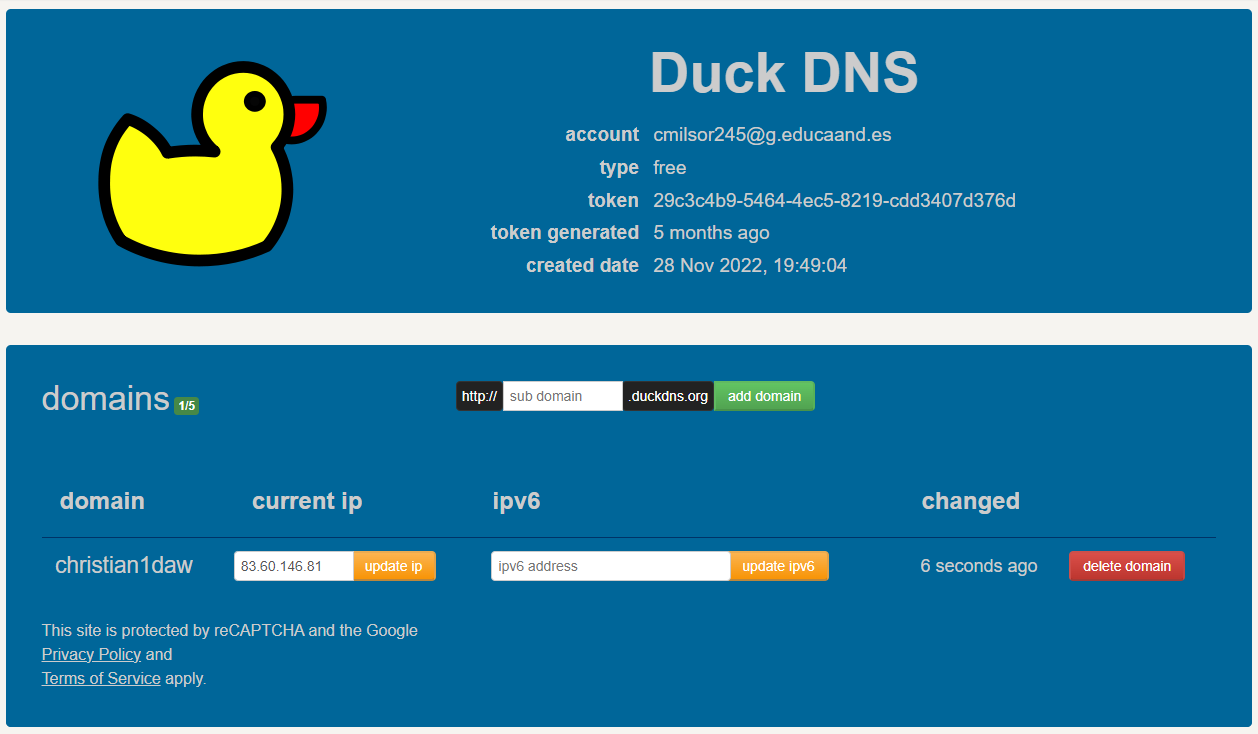 Duck DNS
account cmilsor245@g.educaand.es
type free
token 29c3c4b9-5464-4ec5-8219-cdd3407d376d
token generated 5 months ago
created date 28 Nov 2022, 19:49:04
domains 1/5 http:// sub domain .duckdns.org add domain
domain current ip ipv6 changed
christian1daw 83.60.146.81 update ip ipv6 address update ipv6 6 seconds ago delete domain
This site is protected by reCAPTCHA and the Google
Privacy Policy and
Terms of Service apply.